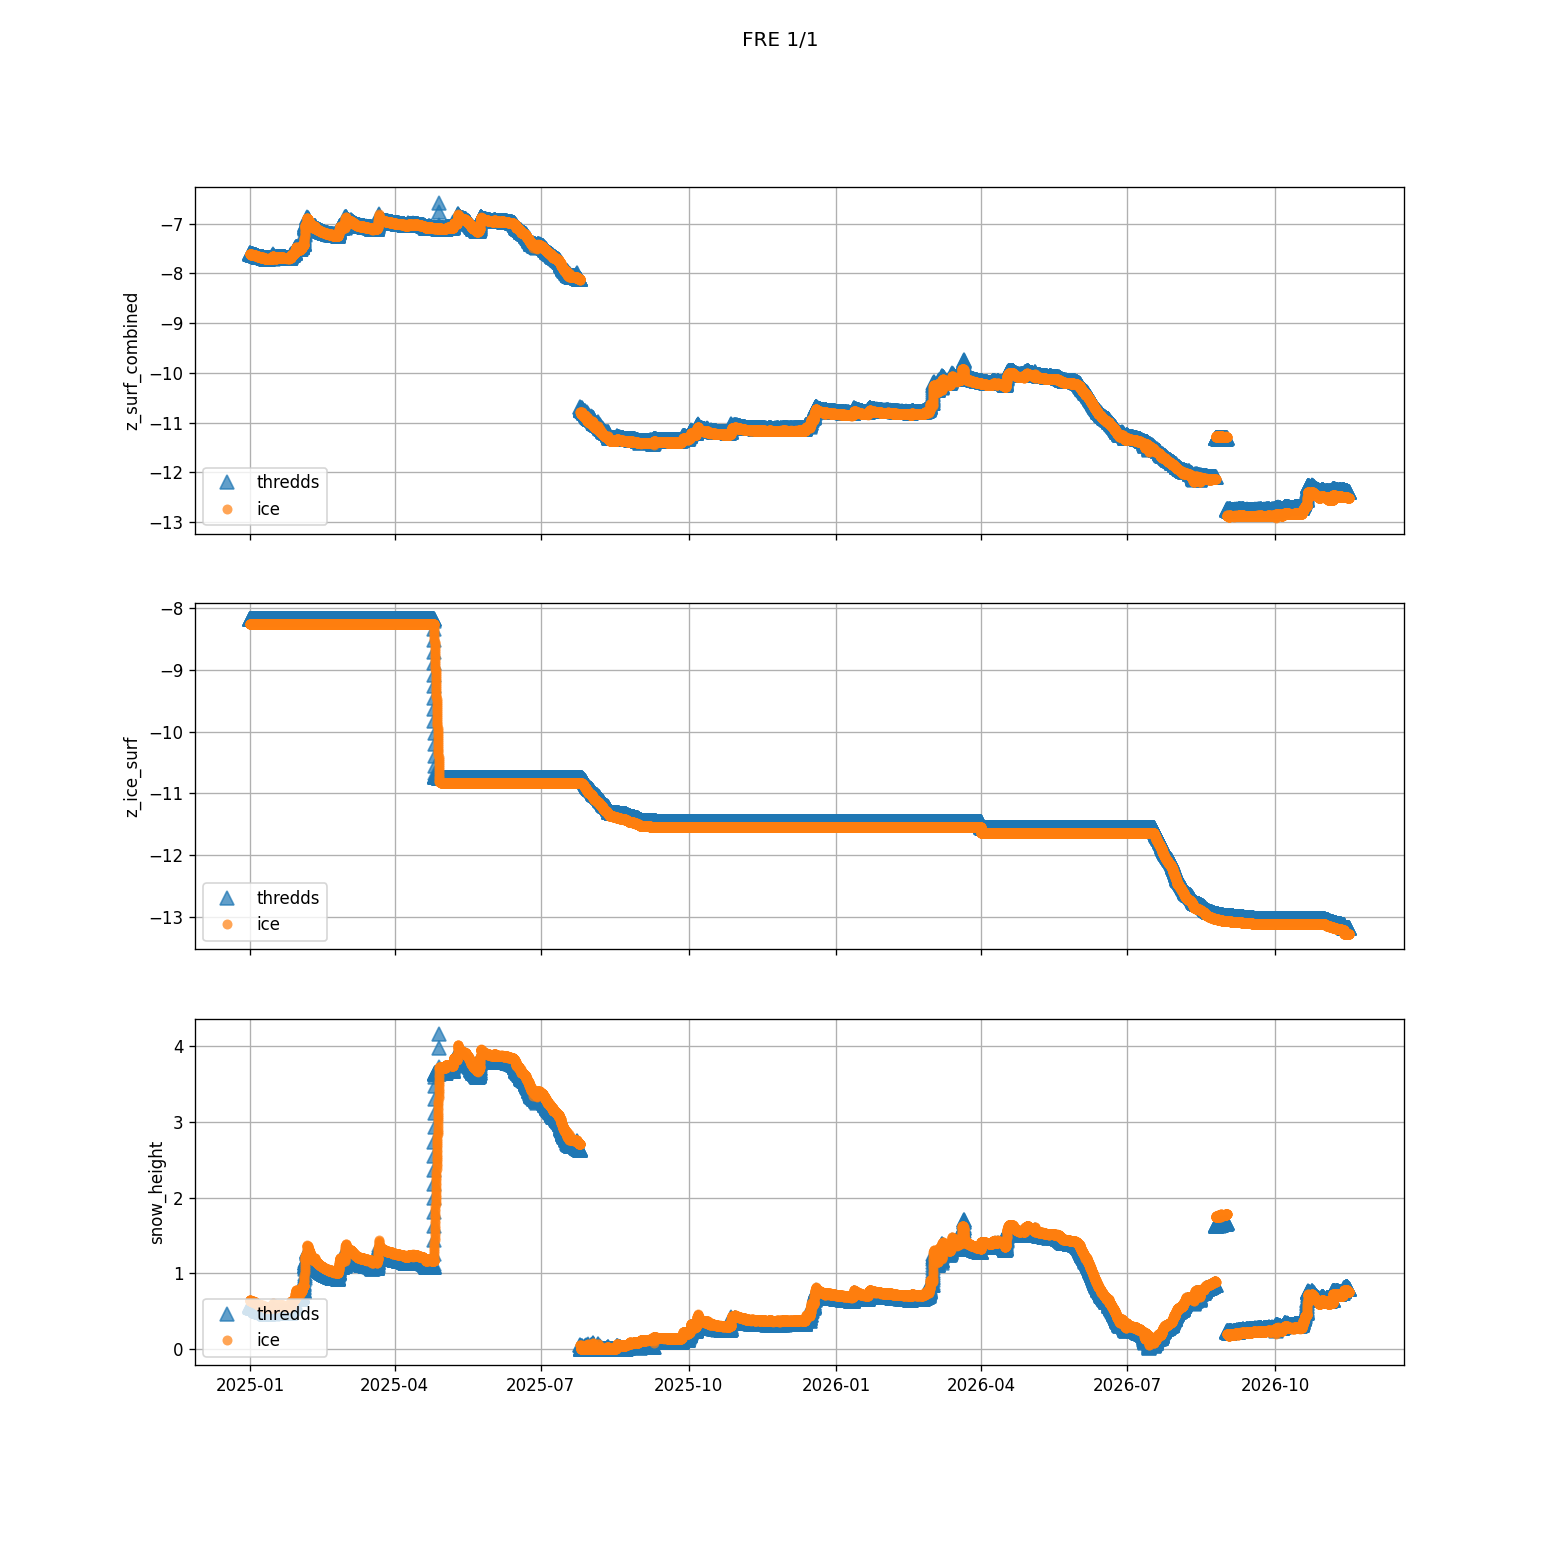 FRE 1/1
z_surf_combined
−7
−8
−9
−10
−11
−12
−13
thredds
ice
z_ice_surf
−8
−9
−10
−11
−12
−13
thredds
ice
snow_height
4
3
2
1
0
thredds
ice
2025-01 2025-04 2025-07 2025-10 2026-01 2026-04 2026-07 2026-10